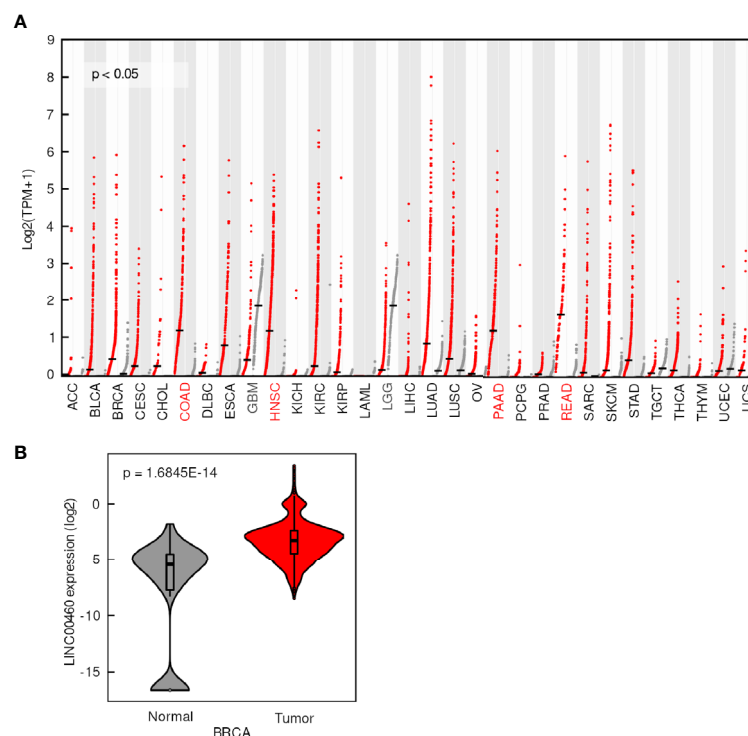 A
9
p < 0.05
8
7
6
5
4
3
2
1
0
Log2(TPM+1)
ACC BLCA BRCA CESC CHOL COAD DLBC ESCA GBM HNSC KICH KIRC KIRP LAML LGG LIHC LUAD LUSC OV PAAD PCPG PRAD READ SARC SKCM STAD TGCT THCA THYM UCEC UCS
B
p = 1.6845E-14
0
5
-10
-15
LINC00460 expression (log2)
Normal Tumor
BRCA